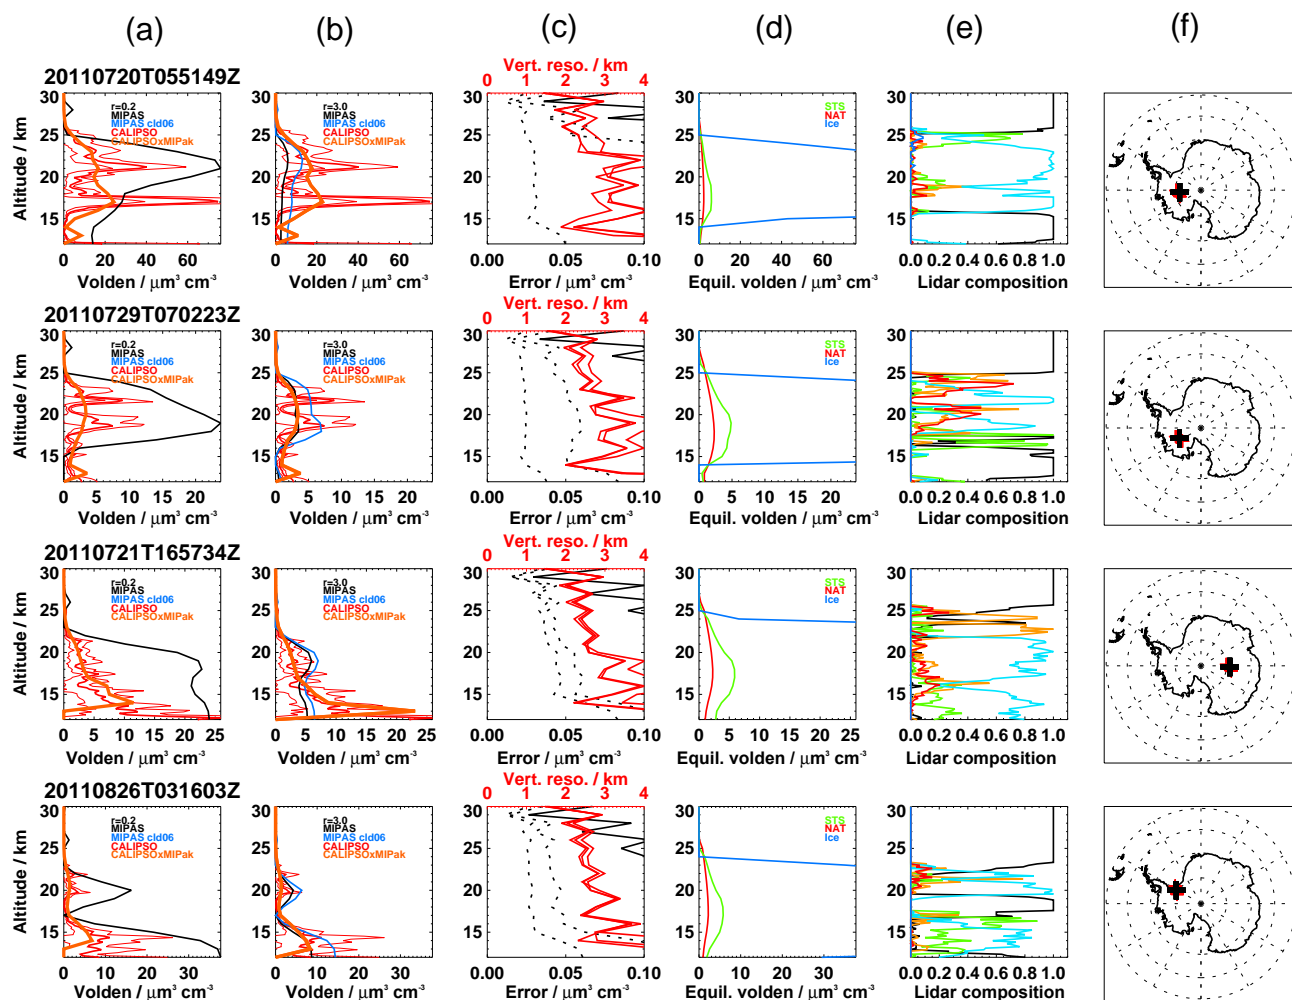 (a) (b) (c) (d) (e) (f)
20110720T055149Z
Vert. reso. / km
0 1 2 3 4
30 25 20 15
Altitude / km
r=0.2
MIPAS
MIPAS cld06
CALIPSO
CALIPSOxMIPak
r=3.0
MIPAS
MIPAS cld06
CALIPSO
CALIPSOxMIPak
STS
NAT
Ice
0 20 40 60
0 20 40 60
0.00 0.05 0.10
0 20 40 60
0.0 0.2 0.4 0.6 0.8 1.0
Volden / μm³ cm⁻³
Volden / μm³ cm⁻³
Error / μm³ cm⁻³
Equil. volden / μm³ cm⁻³
Lidar composition
20110729T070223Z
Vert. reso. / km
0 1 2 3 4
30 25 20 15
Altitude / km
r=0.2
MIPAS
MIPAS cld06
CALIPSO
CALIPSOxMIPak
r=3.0
MIPAS
MIPAS cld06
CALIPSO
CALIPSOxMIPak
STS
NAT
Ice
0 5 10 15 20
0 5 10 15 20
0.00 0.05 0.10
0 5 10 15 20
0.0 0.2 0.4 0.6 0.8 1.0
Volden / μm³ cm⁻³
Volden / μm³ cm⁻³
Error / μm³ cm⁻³
Equil. volden / μm³ cm⁻³
Lidar composition
20110721T165734Z
Vert. reso. / km
0 1 2 3 4
30 25 20 15
Altitude / km
r=0.2
MIPAS
MIPAS cld06
CALIPSO
CALIPSOxMIPak
r=3.0
MIPAS
MIPAS cld06
CALIPSO
CALIPSOxMIPak
STS
NAT
Ice
0 5 10 15 20 25
0 5 10 15 20 25
0.00 0.05 0.10
0 5 10 15 20 25
0.0 0.2 0.4 0.6 0.8 1.0
Volden / μm³ cm⁻³
Volden / μm³ cm⁻³
Error / μm³ cm⁻³
Equil. volden / μm³ cm⁻³
Lidar composition
20110826T031603Z
Vert. reso. / km
0 1 2 3 4
30 25 20 15
Altitude / km
r=0.2
MIPAS
MIPAS cld06
CALIPSO
CALIPSOxMIPak
r=3.0
MIPAS
MIPAS cld06
CALIPSO
CALIPSOxMIPak
STS
NAT
Ice
0 10 20 30
0 10 20 30
0.00 0.05 0.10
0 10 20 30
0.0 0.2 0.4 0.6 0.8 1.0
Volden / μm³ cm⁻³
Volden / μm³ cm⁻³
Error / μm³ cm⁻³
Equil. volden / μm³ cm⁻³
Lidar composition